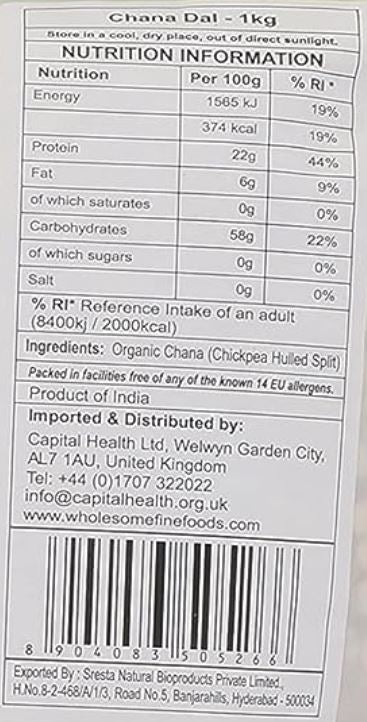 Chana Dal - 1kg
Store in a cool, dry place, out of direct sunlight.
NUTRITION INFORMATION
Nutrition Per 100g % RI *
Energy 1565 kJ 19%
374 kcal 19%
Protein 22g 44%
Fat 6g 9%
of which saturates 0g 0%
Carbohydrates 58g 22%
of which sugars 0g 0%
Salt 0g 0%
% RI* Reference Intake of an adult
(8400kj / 2000kcal)
Ingredients: Organic Chana (Chickpea Hulled Split)
Packed in facilities free of any of the known 14 EU allergens.
Product of India
Imported & Distributed by:
Capital Health Ltd, Welwyn Garden City,
AL7 1AU, United Kingdom
Tel: +44 (0)1707 322022
info@capitalhealth.org.uk
www.wholesomefinefoods.com
8 904083 505266
Exported By : Sresta Natural Bioproducts Private Limited,
H.No.8-2-468/A/1/3, Road No.5, Banjarahills, Hyderabad - 500034